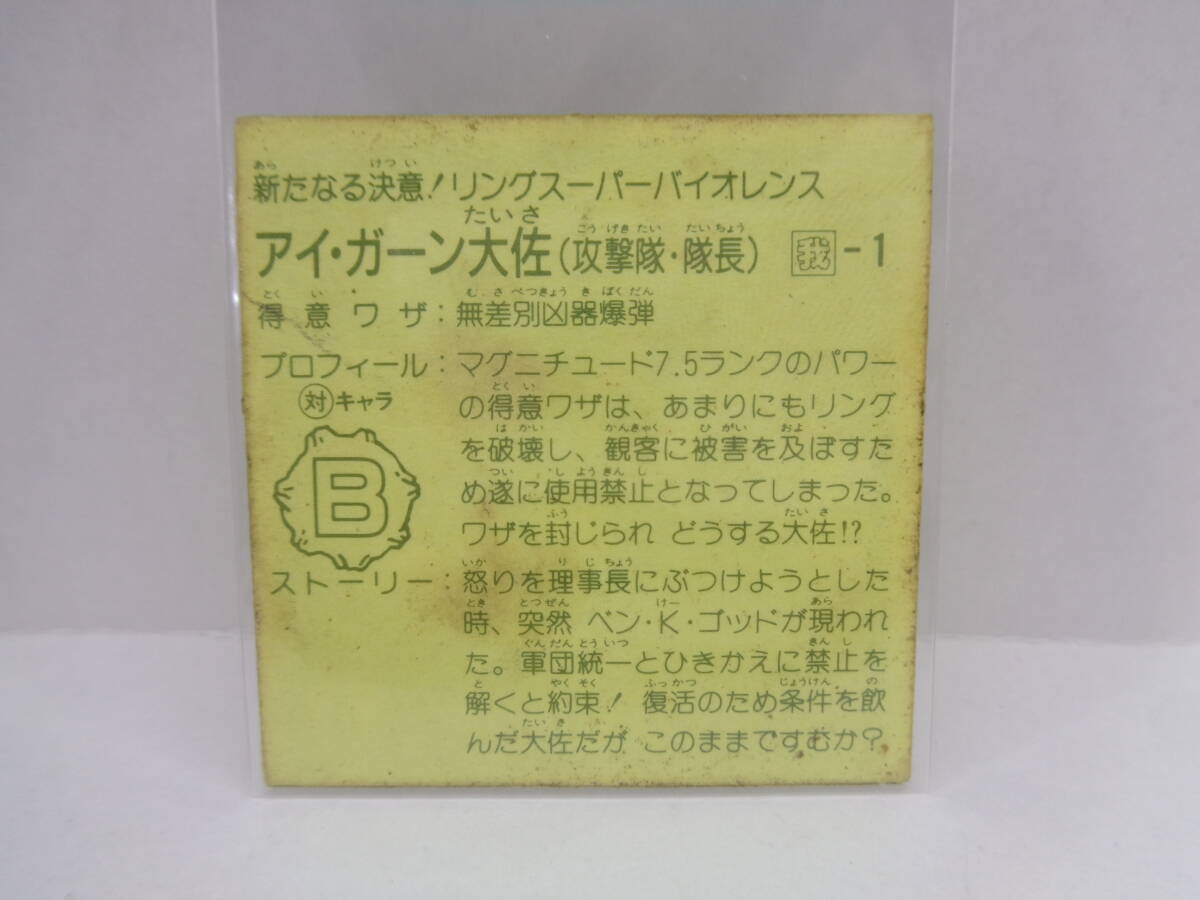 新たなる決意!リングスーパーバイオレンス
アイ・ガーン大佐(攻撃隊・隊長) 我-1
得意ワザ:無差別凶器爆弾
プロフィール:マグニチュード7.5ランクのパワー
の得意ワザは、あまりにもリング
を破壊し、観客に被害を及ぼすた
め遂に使用禁止となってしまった。
ワザを封じられ どうする大佐!?
対キャラ
B
ストーリー:怒りを理事長にぶつけようとした
時、突然 ベン・K・ゴッドが現われ
た。軍団統一とひきかえに禁止を
解くと約束! 復活のため条件を飲
んだ大佐だが このままですむか?